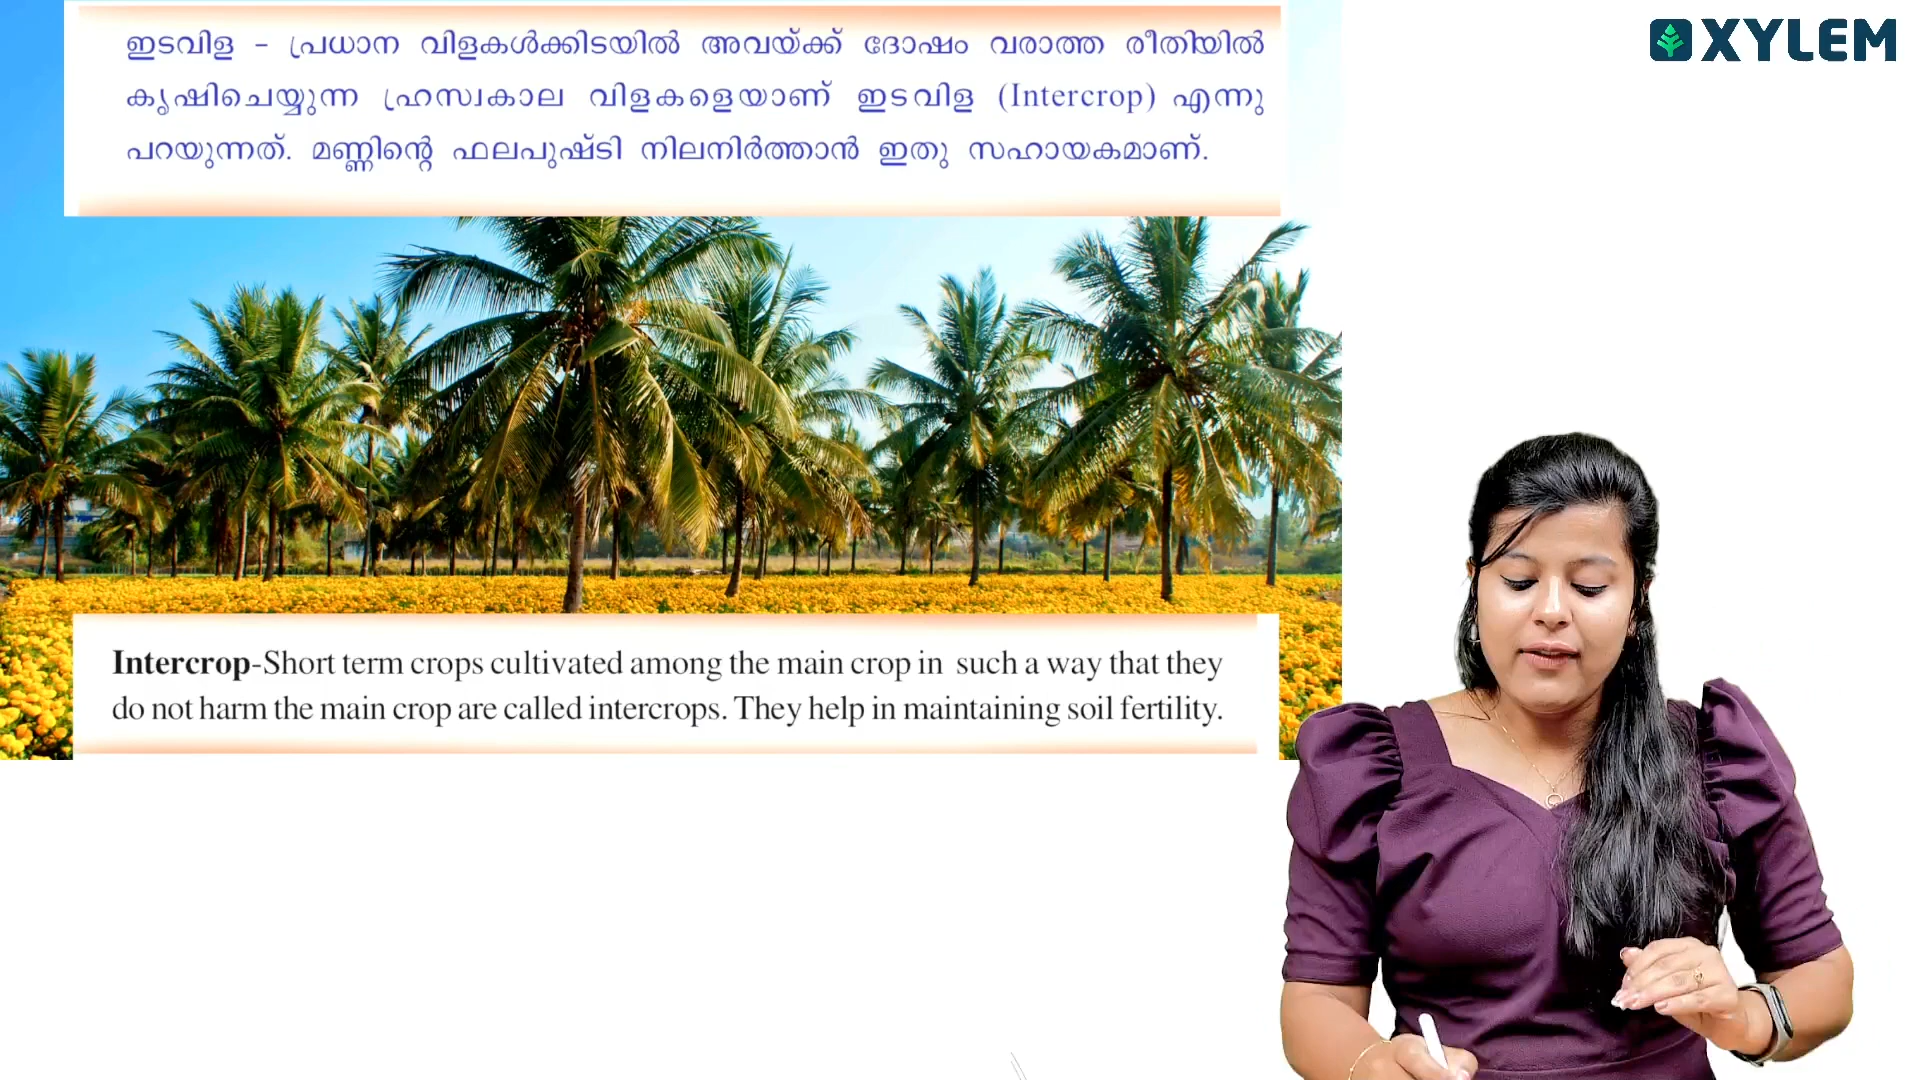 XYLEM
ഇടവിള – പ്രധാന വിളകൾക്കിടയിൽ അവയ്ക്ക് ദോഷം വരാത്ത രീതിയിൽ
കൃഷിചെയ്യുന്ന ഹ്രസ്വകാല വിളകളെയാണ് ഇടവിള (Intercrop) എന്നു
പറയുന്നത്. മണ്ണിന്റെ ഫലപുഷ്ടി നിലനിർത്താൻ ഇതു സഹായകമാണ്.
Intercrop-Short term crops cultivated among the main crop in such a way that they
do not harm the main crop are called intercrops. They help in maintaining soil fertility.